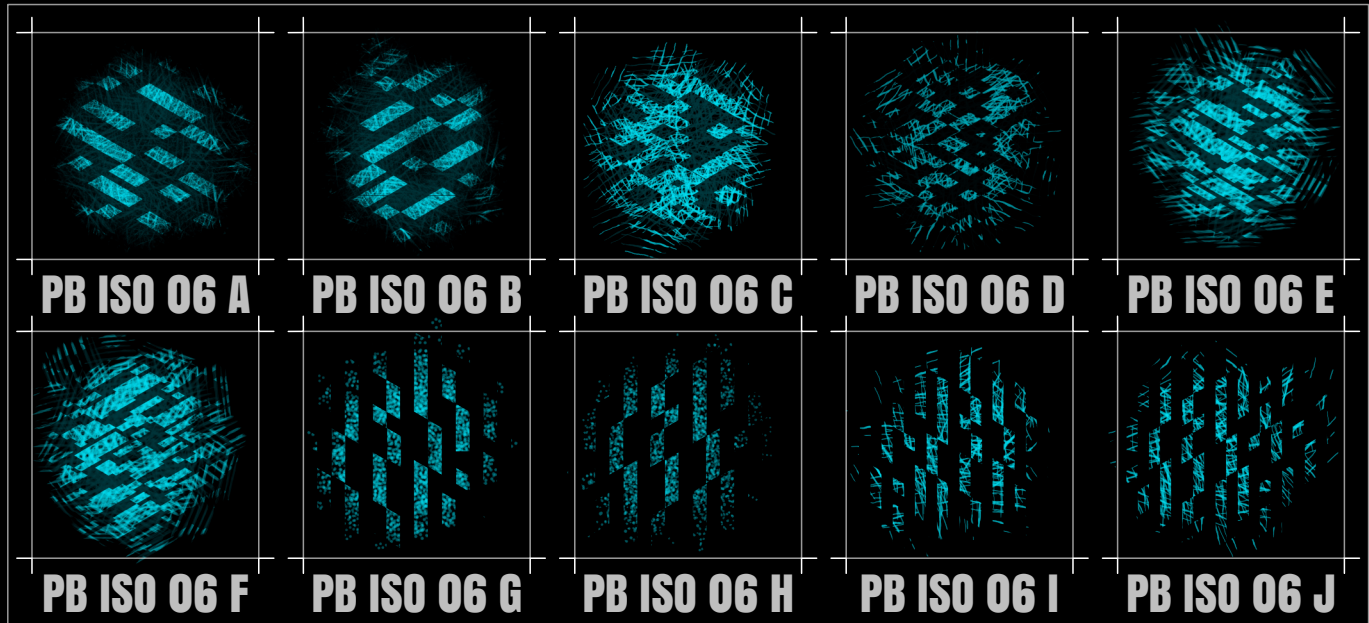 PB ISO 06 A
PB ISO 06 B
PB ISO 06 C
PB ISO 06 D
PB ISO 06 E
PB ISO 06 F
PB ISO 06 G
PB ISO 06 H
PB ISO 06 I
PB ISO 06 J